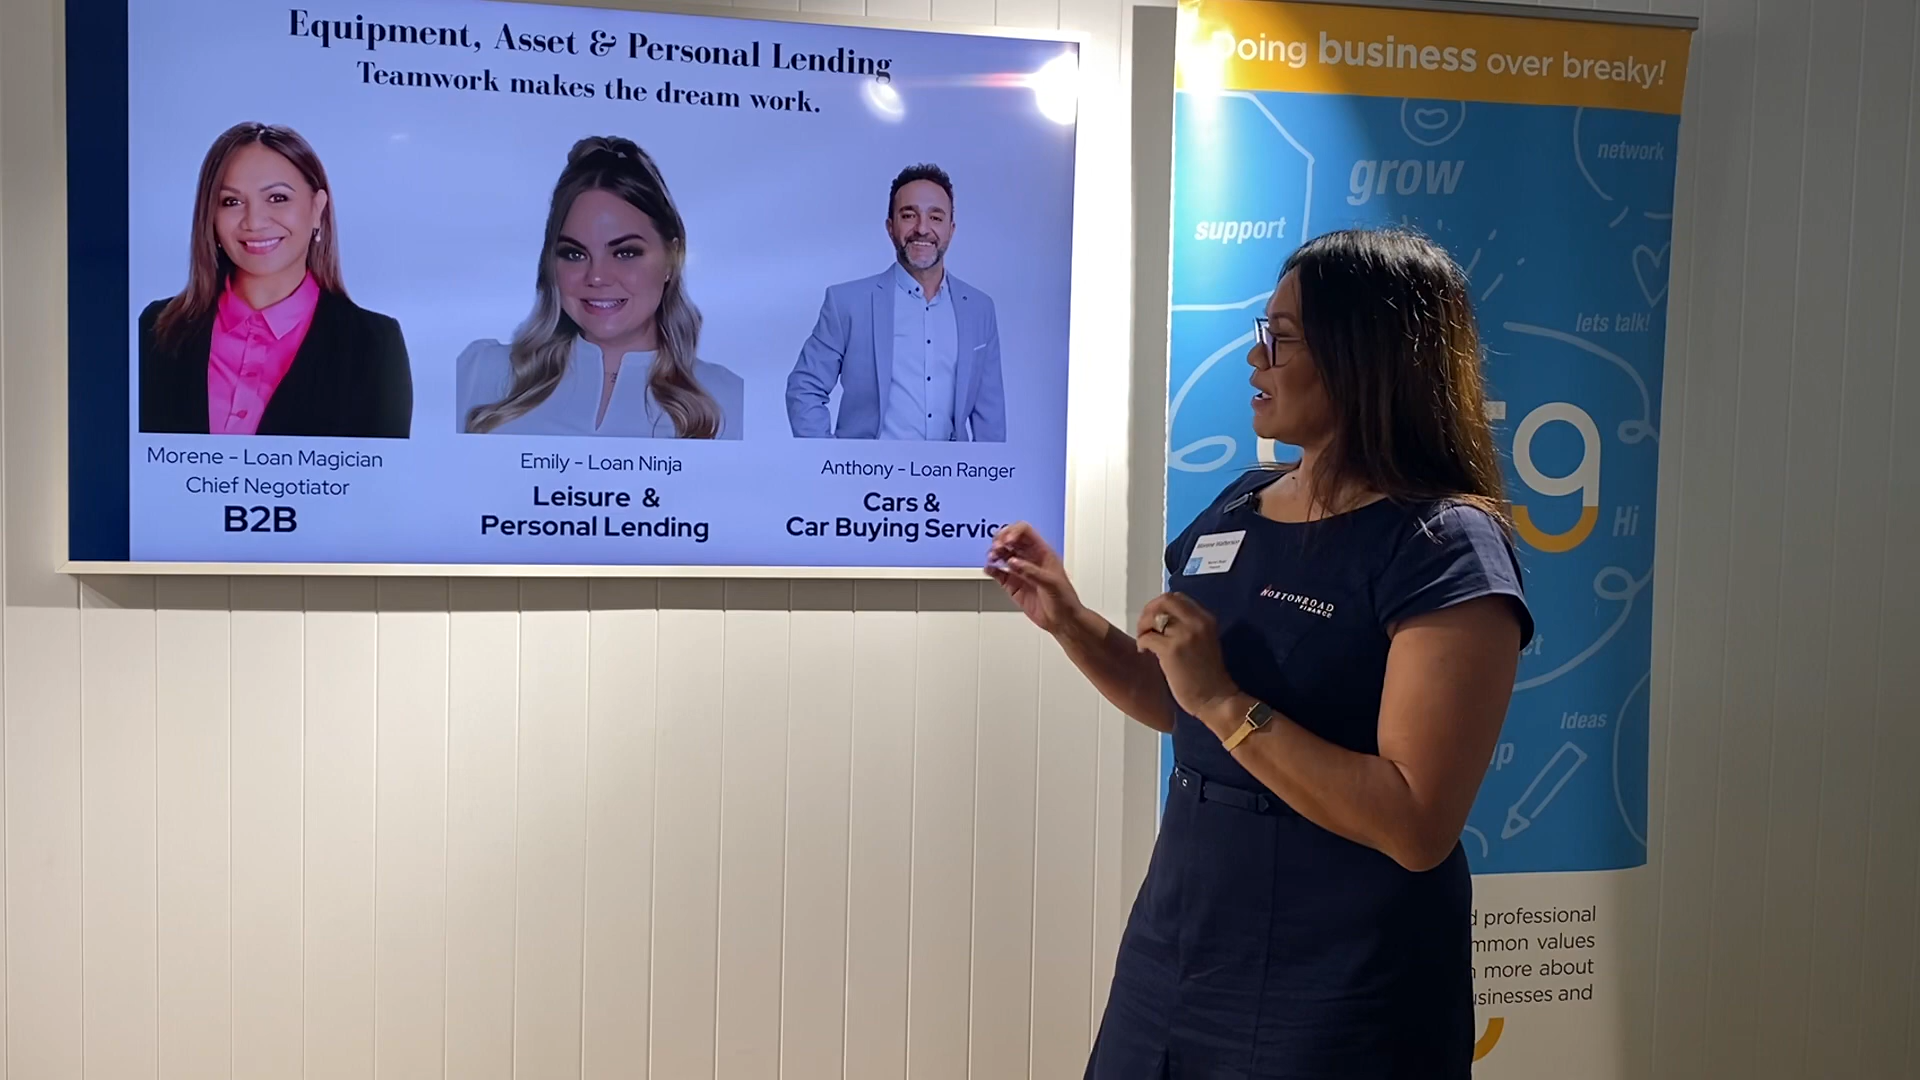 Equipment, Asset & Personal Lending
Teamwork makes the dream work.
Morene - Loan Magician
Chief Negotiator
B2B
Emily - Loan Ninja
Leisure &
Personal Lending
Anthony - Loan Ranger
Cars &
Car Buying Servic
Doing business over breaky!
network
grow
support
lets talk!
rg
Hi
Ideas
NORTONROAD
FINANCE
professional
mmon values
more about
usinesses and